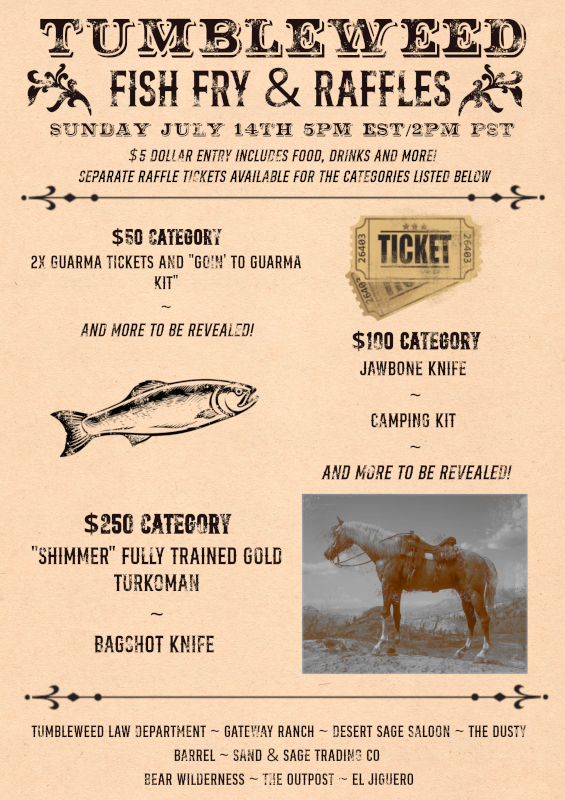 TUMBLEWEED
FISH FRY & RAFFLES
SUNDAY JULY 14TH 5PM EST/2PM PST
$5 DOLLAR ENTRY INCLUDES FOOD, DRINKS AND MORE!
SEPARATE RAFFLE TICKETS AVAILABLE FOR THE CATEGORIES LISTED BELOW
$50 CATEGORY
2X GUARMA TICKETS AND "GOIN' TO GUARMA
KIT"
~
AND MORE TO BE REVEALED!
26403 TICKET 26403
$100 CATEGORY
JAWBONE KNIFE
~
CAMPING KIT
~
AND MORE TO BE REVEALED!
$250 CATEGORY
"SHIMMER" FULLY TRAINED GOLD
TURKOMAN
~
BAGSHOT KNIFE
TUMBLEWEED LAW DEPARTMENT ~ GATEWAY RANCH ~ DESERT SAGE SALOON ~ THE DUSTY
BARREL ~ SAND & SAGE TRADING CO
BEAR WILDERNESS ~ THE OUTPOST ~ EL JIGUERO